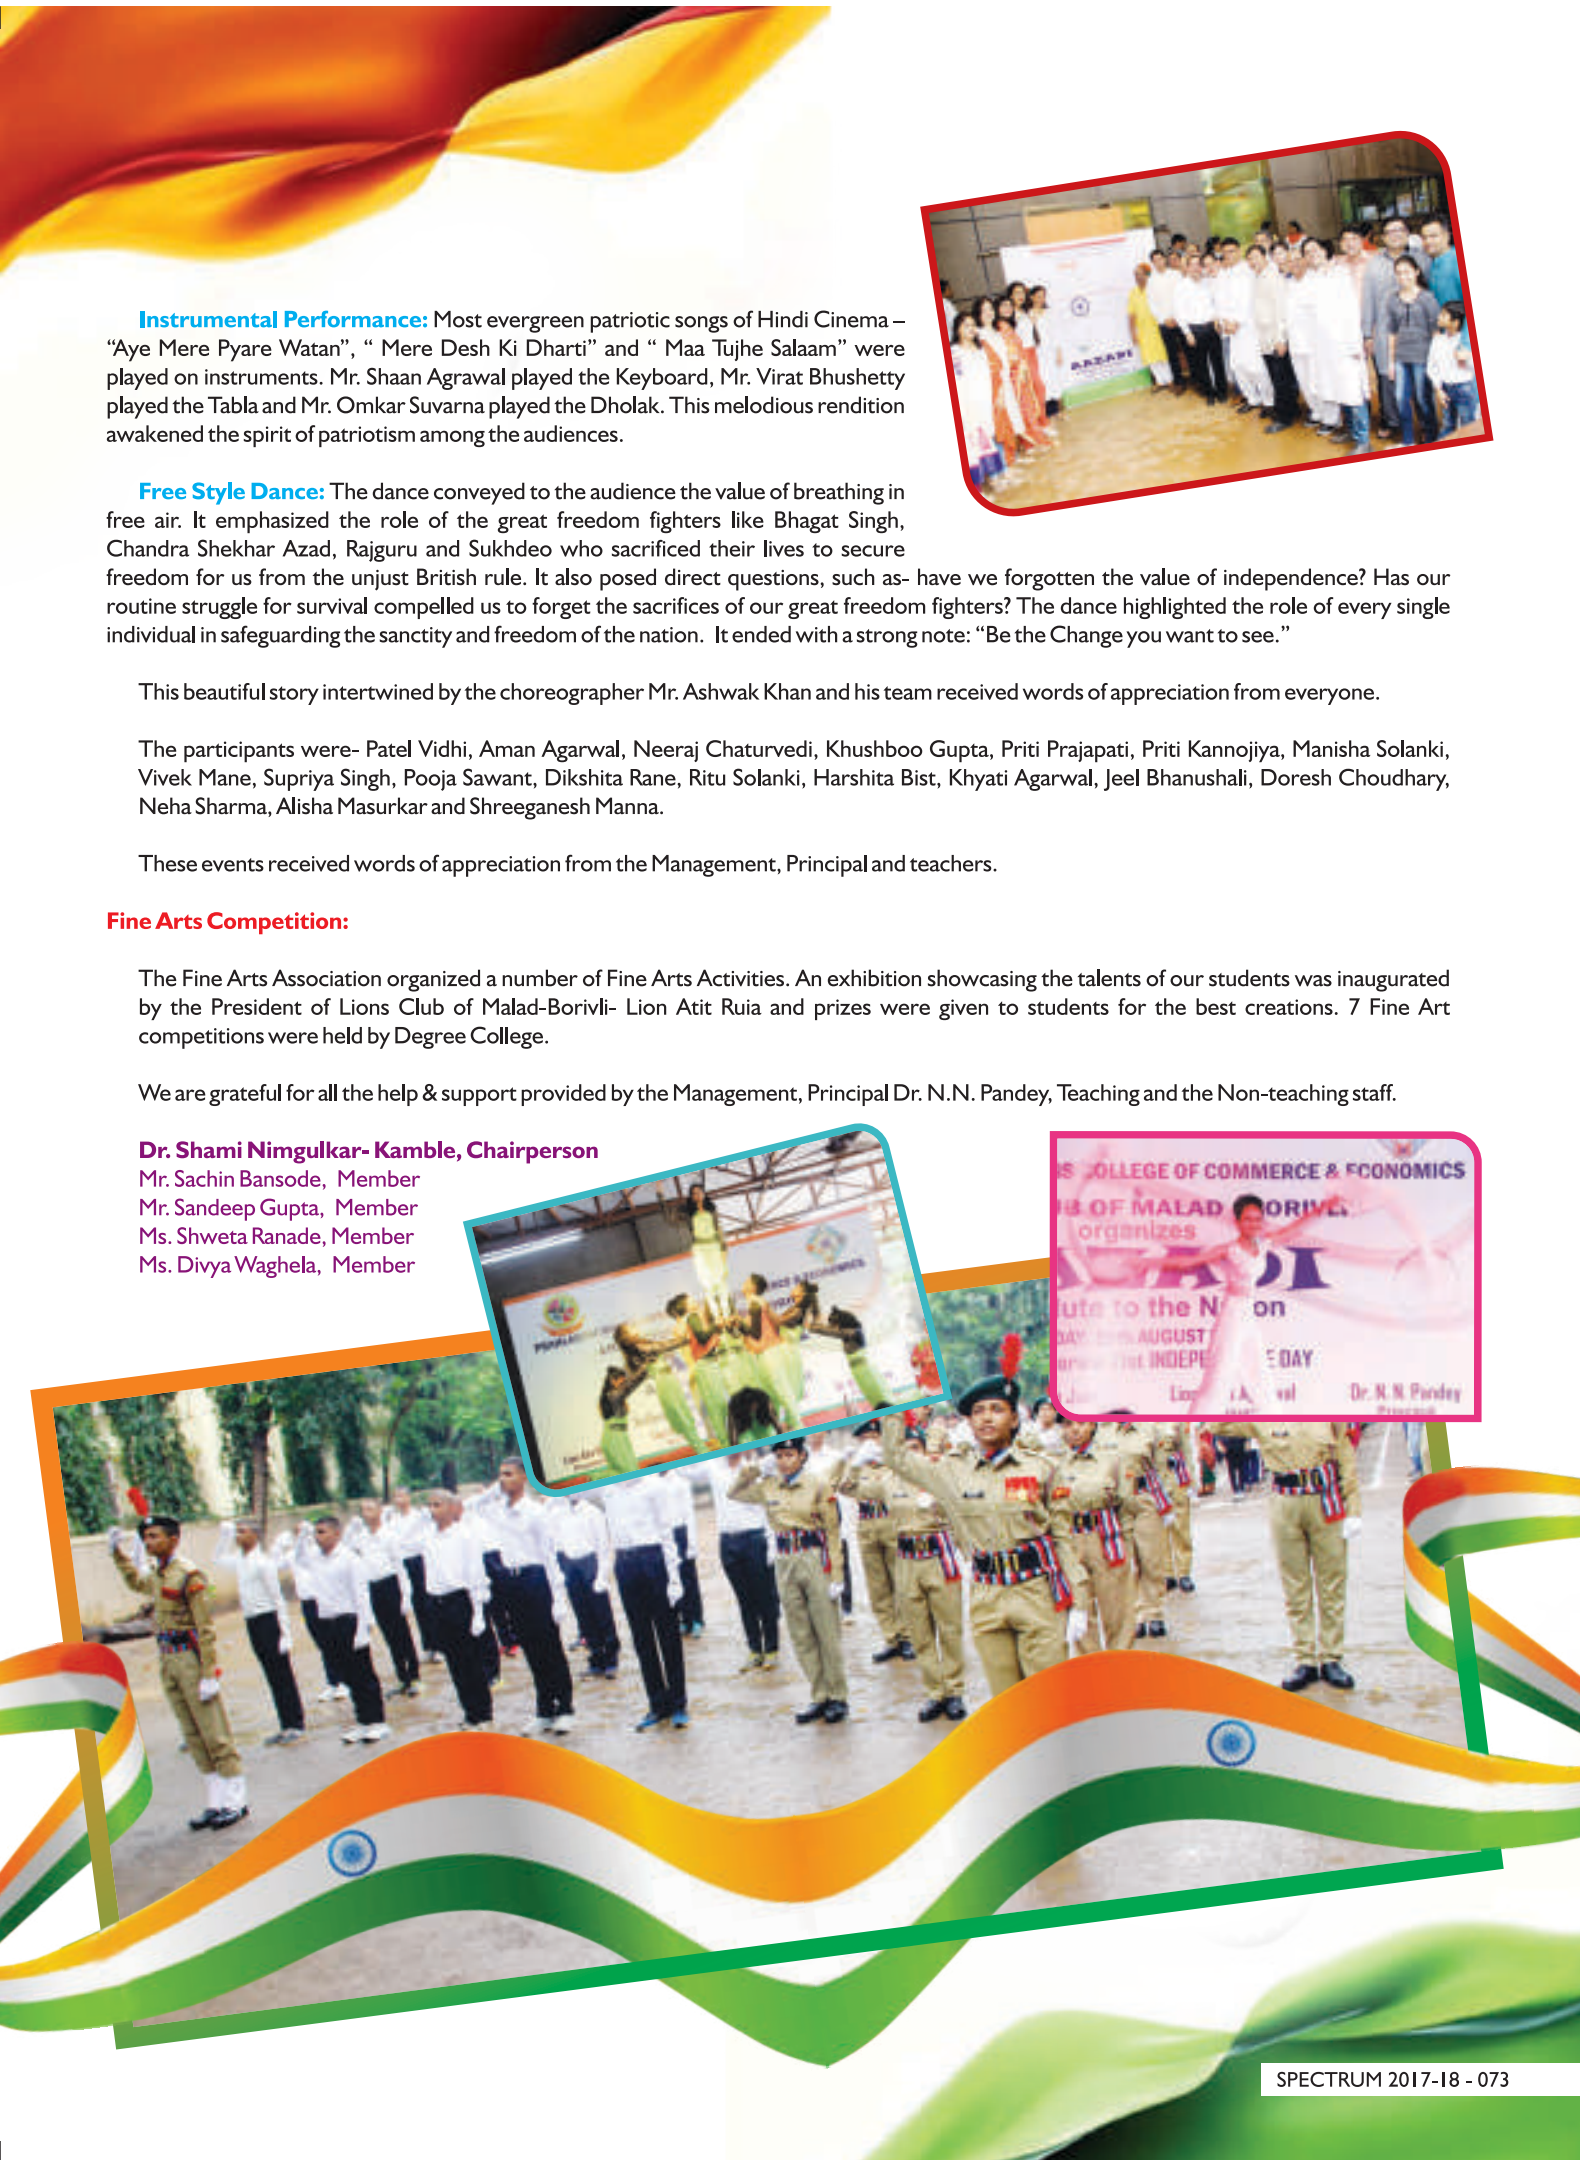 Instrumental Performance: Most evergreen patriotic songs of Hindi Cinema –
“Aye Mere Pyare Watan”, “ Mere Desh Ki Dharti” and “ Maa Tujhe Salaam” were
played on instruments. Mr. Shaan Agrawal played the Keyboard, Mr. Virat Bhushetty
played the Tabla and Mr. Omkar Suvarna played the Dholak. This melodious rendition
awakened the spirit of patriotism among the audiences.
Free Style Dance: The dance conveyed to the audience the value of breathing in
free air. It emphasized the role of the great freedom fighters like Bhagat Singh,
Chandra Shekhar Azad, Rajguru and Sukhdeo who sacrificed their lives to secure
freedom for us from the unjust British rule. It also posed direct questions, such as- have we forgotten the value of independence? Has our
routine struggle for survival compelled us to forget the sacrifices of our great freedom fighters? The dance highlighted the role of every single
individual in safeguarding the sanctity and freedom of the nation.  It ended with a strong note: “Be the Change you want to see.”
This beautiful story intertwined by the choreographer Mr. Ashwak Khan and his team received words of appreciation from everyone.
The participants were- Patel Vidhi, Aman Agarwal, Neeraj Chaturvedi, Khushboo Gupta, Priti Prajapati, Priti Kannojiya, Manisha Solanki,
Vivek Mane, Supriya Singh, Pooja Sawant, Dikshita Rane, Ritu Solanki, Harshita Bist, Khyati Agarwal, Jeel Bhanushali, Doresh Choudhary,
Neha Sharma, Alisha Masurkar and Shreeganesh Manna.
These events received words of appreciation from the Management, Principal and teachers.
Fine Arts Competition:
The Fine Arts Association organized a number of Fine Arts Activities. An exhibition showcasing the talents of our students was inaugurated
by the President of Lions Club of Malad-Borivli- Lion Atit Ruia and prizes were given to students for the best creations. 7 Fine Art
competitions were held by Degree College.
We are grateful for all the help & support provided by the Management, Principal Dr. N.N. Pandey, Teaching and the Non-teaching staff.
Dr. Shami Nimgulkar- Kamble, Chairperson
Mr. Sachin Bansode,  Member
Mr. Sandeep Gupta,  Member
Ms. Shweta Ranade, Member
Ms. Divya Waghela,  Member
COLLEGE OF COMMERCE & ECONOMICS
OF MALAD
organizes
to the
AUGUST
DAY
Dr. N. N. Pandey
SPECTRUM 2017-18 - 073